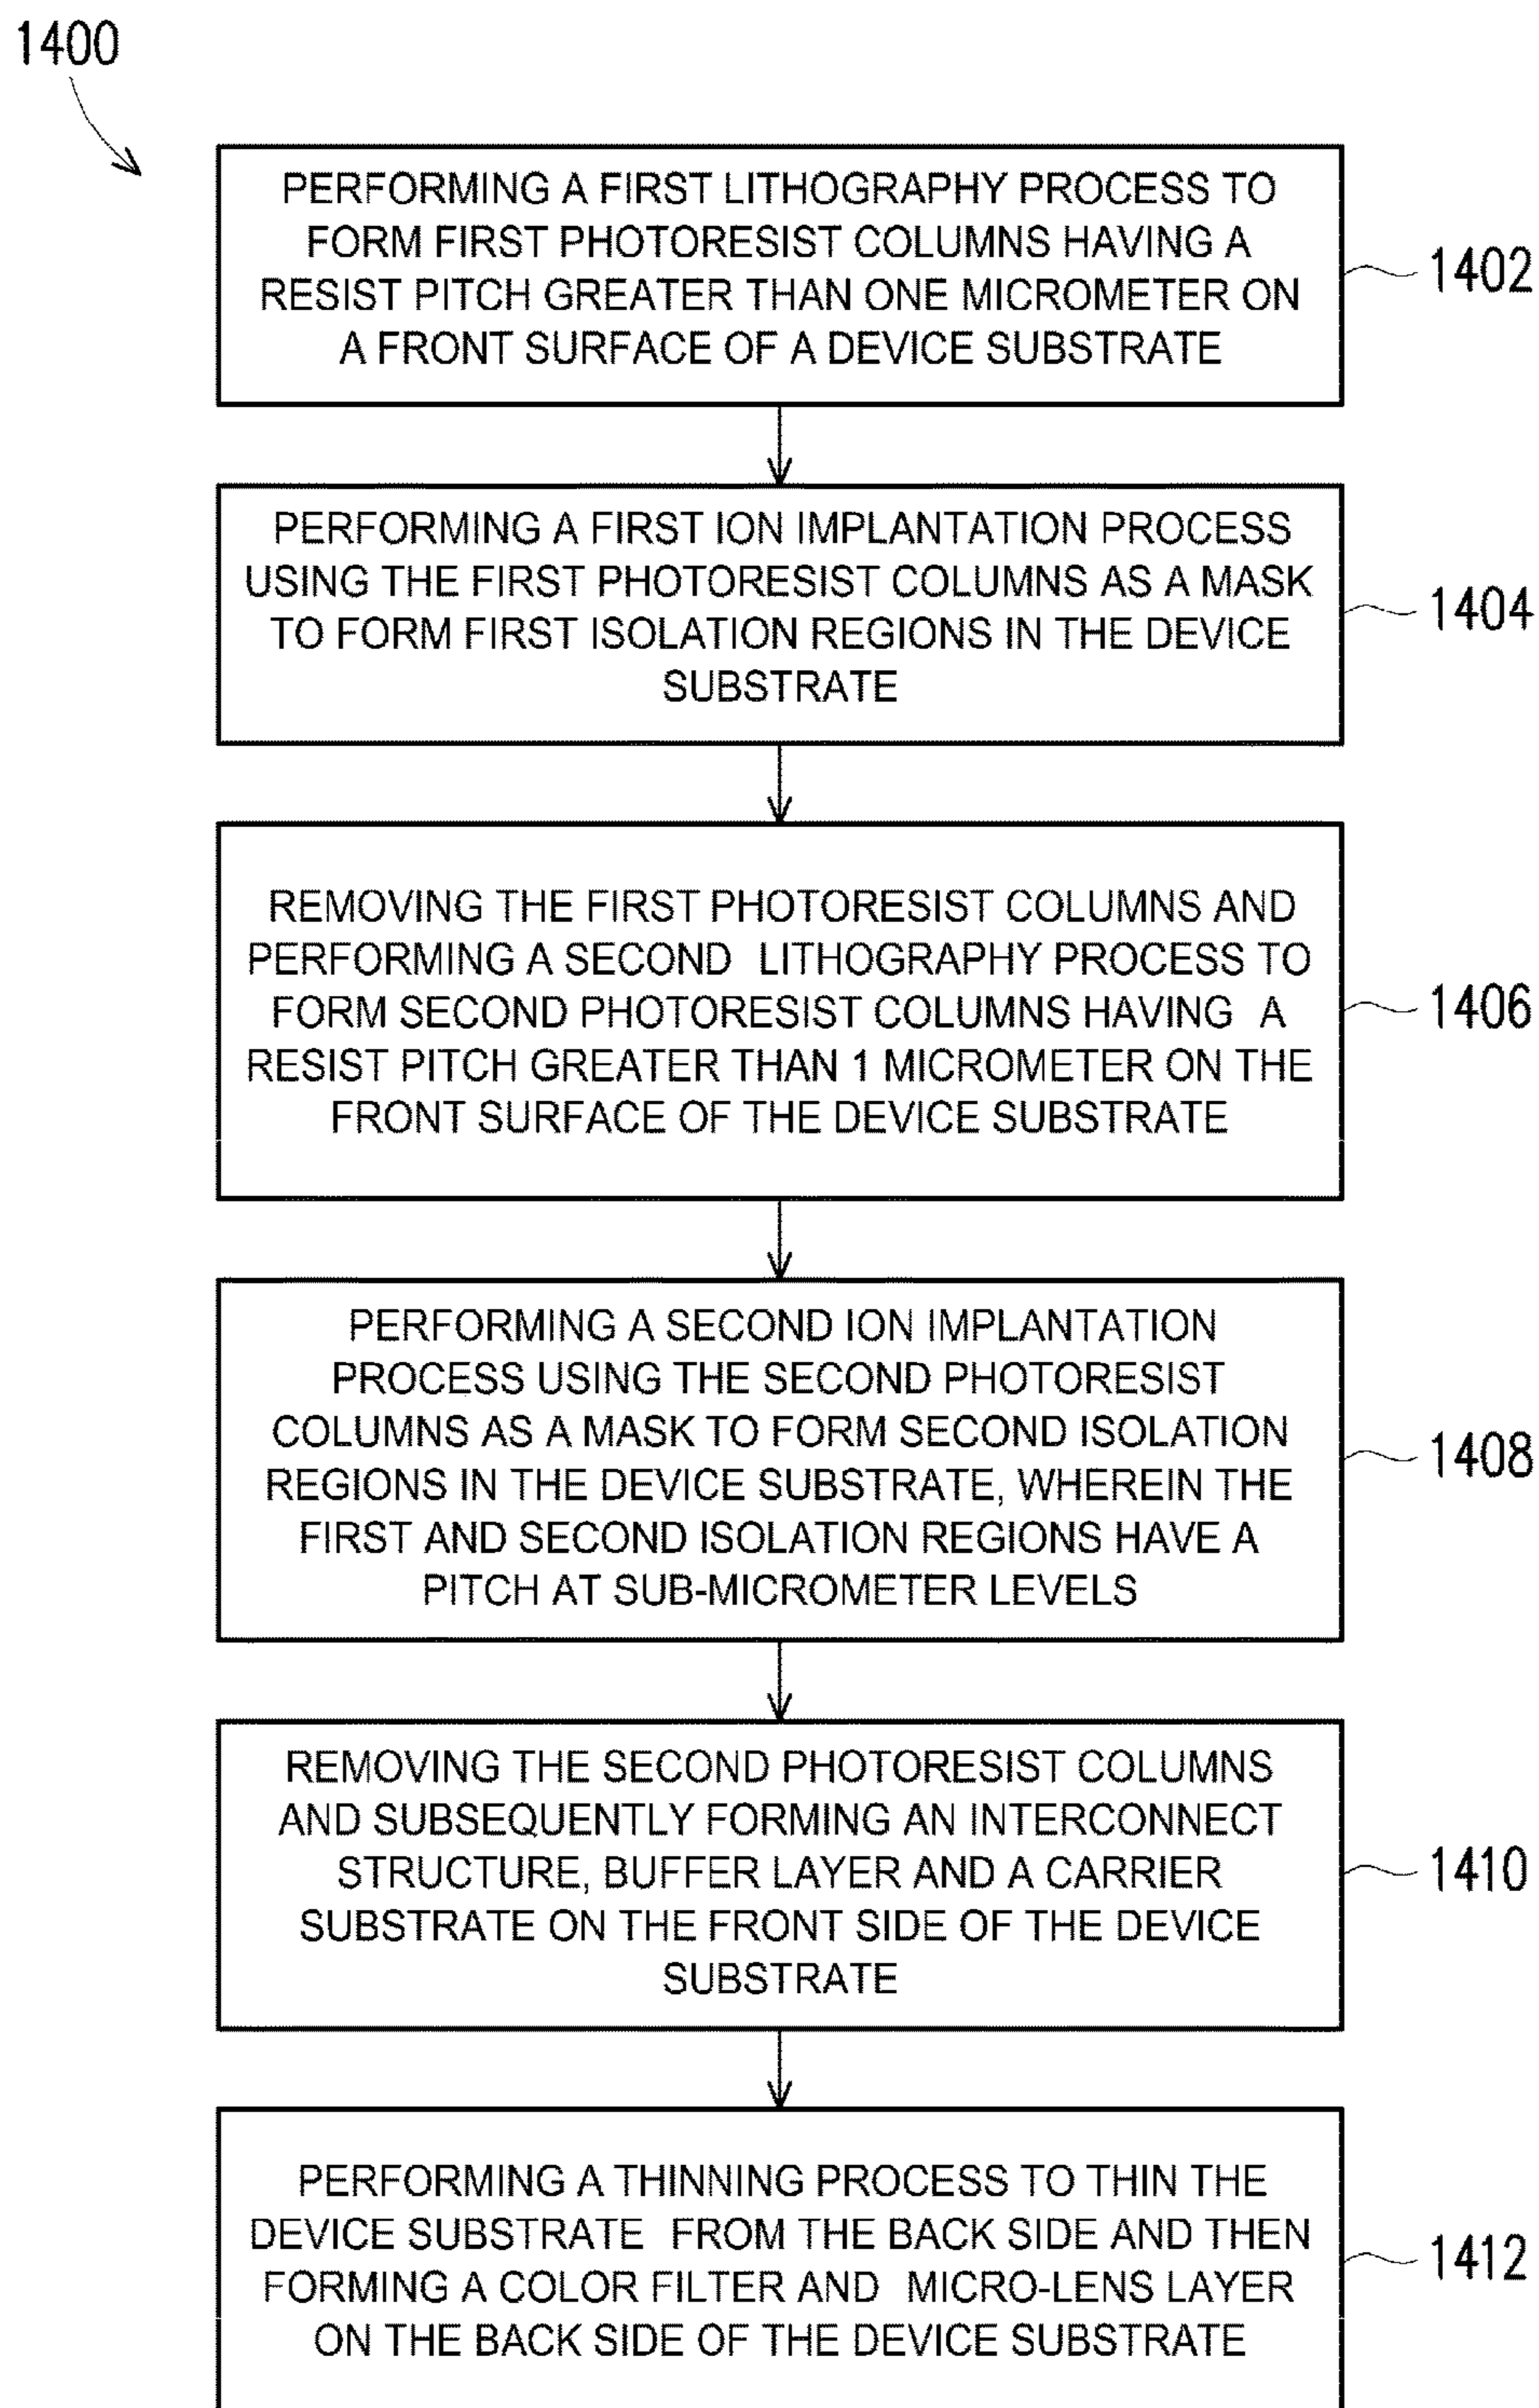 1400
PERFORMING A FIRST LITHOGRAPHY PROCESS TO
FORM FIRST PHOTORESIST COLUMNS HAVING A
RESIST PITCH GREATER THAN ONE MICROMETER ON
A FRONT SURFACE OF A DEVICE SUBSTRATE
1402
PERFORMING A FIRST ION IMPLANTATION PROCESS
USING THE FIRST PHOTORESIST COLUMNS AS A MASK
TO FORM FIRST ISOLATION REGIONS IN THE DEVICE
SUBSTRATE
1404
REMOVING THE FIRST PHOTORESIST COLUMNS AND
PERFORMING A SECOND LITHOGRAPHY PROCESS TO
FORM SECOND PHOTORESIST COLUMNS HAVING A
RESIST PITCH GREATER THAN 1 MICROMETER ON THE
FRONT SURFACE OF THE DEVICE SUBSTRATE
1406
PERFORMING A SECOND ION IMPLANTATION
PROCESS USING THE SECOND PHOTORESIST
COLUMNS AS A MASK TO FORM SECOND ISOLATION
REGIONS IN THE DEVICE SUBSTRATE, WHEREIN THE
FIRST AND SECOND ISOLATION REGIONS HAVE A
PITCH AT SUB-MICROMETER LEVELS
1408
REMOVING THE SECOND PHOTORESIST COLUMNS
AND SUBSEQUENTLY FORMING AN INTERCONNECT
STRUCTURE, BUFFER LAYER AND A CARRIER
SUBSTRATE ON THE FRONT SIDE OF THE DEVICE
SUBSTRATE
1410
PERFORMING A THINNING PROCESS TO THIN THE
DEVICE SUBSTRATE FROM THE BACK SIDE AND THEN
FORMING A COLOR FILTER AND MICRO-LENS LAYER
ON THE BACK SIDE OF THE DEVICE SUBSTRATE
1412